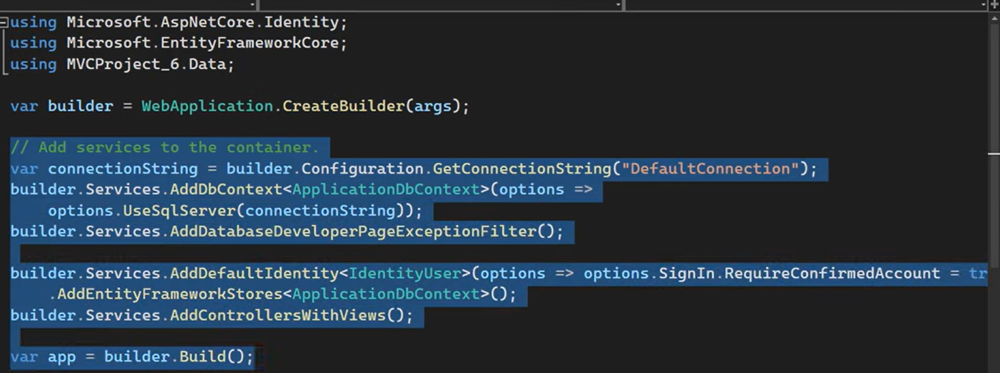 using Microsoft.AspNetCore.Identity;
using Microsoft.EntityFrameworkCore;
using MVCProject_6.Data;
var builder = WebApplication.CreateBuilder(args);
// Add services to the container.
var connectionString = builder.Configuration.GetConnectionString("DefaultConnection");
builder.Services.AddDbContext<ApplicationDbContext>(options =>
options.UseSqlServer(connectionString));
builder.Services.AddDatabaseDeveloperPageExceptionFilter();
builder.Services.AddDefaultIdentity<IdentityUser>(options => options.SignIn.RequireConfirmedAccount = tr
.AddEntityFrameworkStores<ApplicationDbContext>();
builder.Services.AddControllersWithViews();
var app = builder.Build();